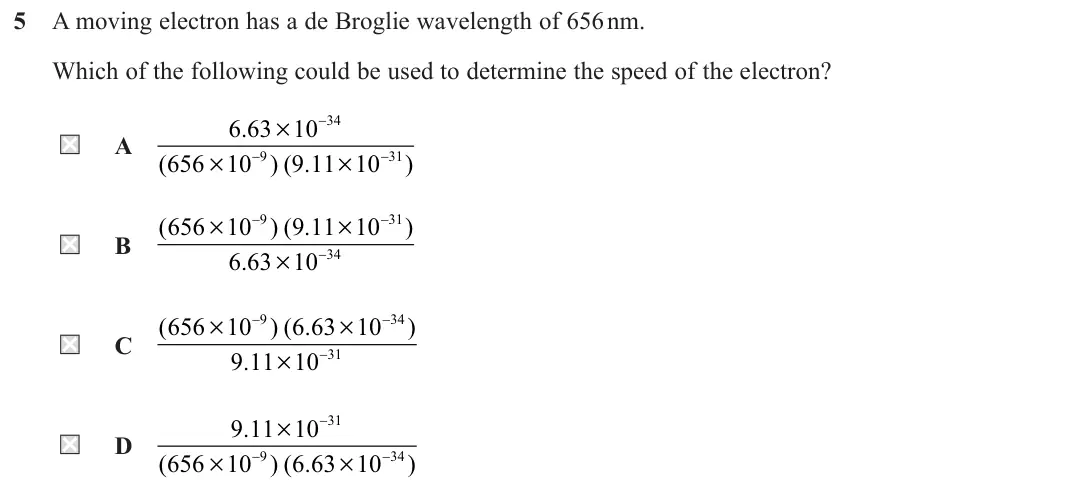 5 A moving electron has a de Broglie wavelength of 656 nm.
Which of the following could be used to determine the speed of the electron?
A 6.63 × 10⁻³⁴
(656 × 10⁻⁹) (9.11 × 10⁻³¹)
B (656 × 10⁻⁹) (9.11 × 10⁻³¹)
6.63 × 10⁻³⁴
C (656 × 10⁻⁹) (6.63 × 10⁻³⁴)
9.11 × 10⁻³¹
D 9.11 × 10⁻³¹
(656 × 10⁻⁹) (6.63 × 10⁻³⁴)